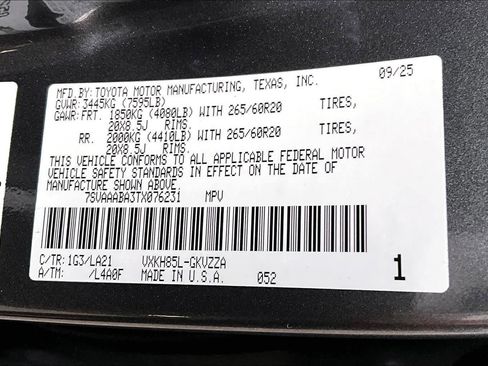 MFD.BY:TOYOTA MOTOR MANUFACTURING, TEXAS, INC. 09/25
GVWR:3445KG (7595LB)
GAWR:FRT. 1850KG (4080LB) WITH 265/60R20 TIRES,
20X8.5J RIMS.
RR. 2000KG (4410LB) WITH 265/60R20 TIRES,
20X8.5J RIMS.
THIS VEHICLE CONFORMS TO ALL APPLICABLE FEDERAL MOTOR
VEHICLE SAFETY STANDARDS IN EFFECT ON THE DATE OF
MANUFACTURE SHOWN ABOVE.
7SVAAABA3TX076231 MPV
C/TR:1G3/LA21 VXKH85L-GKVZZA
A/TM: /L4A0F MADE IN U.S.A. 052 1